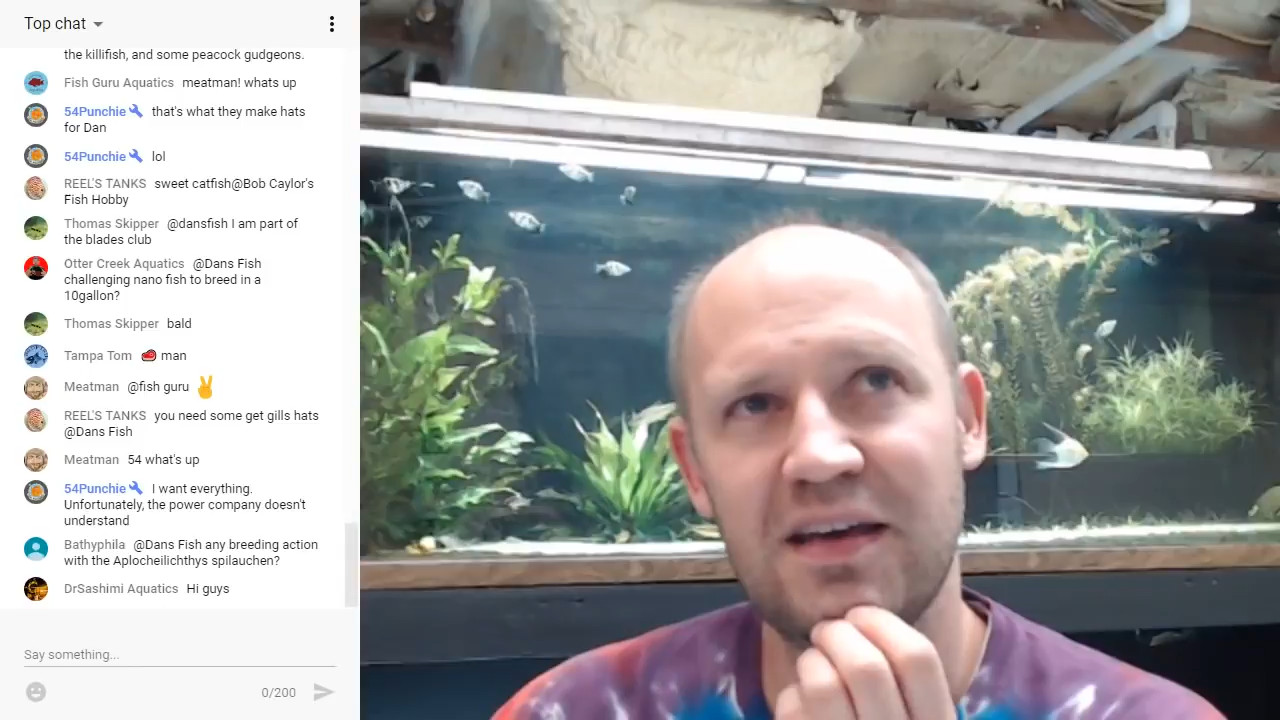 Top chat
the killifish, and some peacock gudgeons.
Fish Guru Aquatics meatman! whats up
54Punchie that's what they make hats
for Dan
54Punchie lol
REEL'S TANKS sweet catfish@Bob Caylor's
Fish Hobby
Thomas Skipper @dansfish I am part of
the blades club
Otter Creek Aquatics @Dans Fish
challenging nano fish to breed in a
10gallon?
Thomas Skipper bald
Tampa Tom 🥩 man
Meatman @fish guru ✌
REEL'S TANKS you need some get gills hats
@Dans Fish
Meatman 54 what's up
54Punchie I want everything.
Unfortunately, the power company doesn't
understand
Bathyphila @Dans Fish any breeding action
with the Aplocheilichthys spilauchen?
DrSashimi Aquatics Hi guys
Say something...
0/200